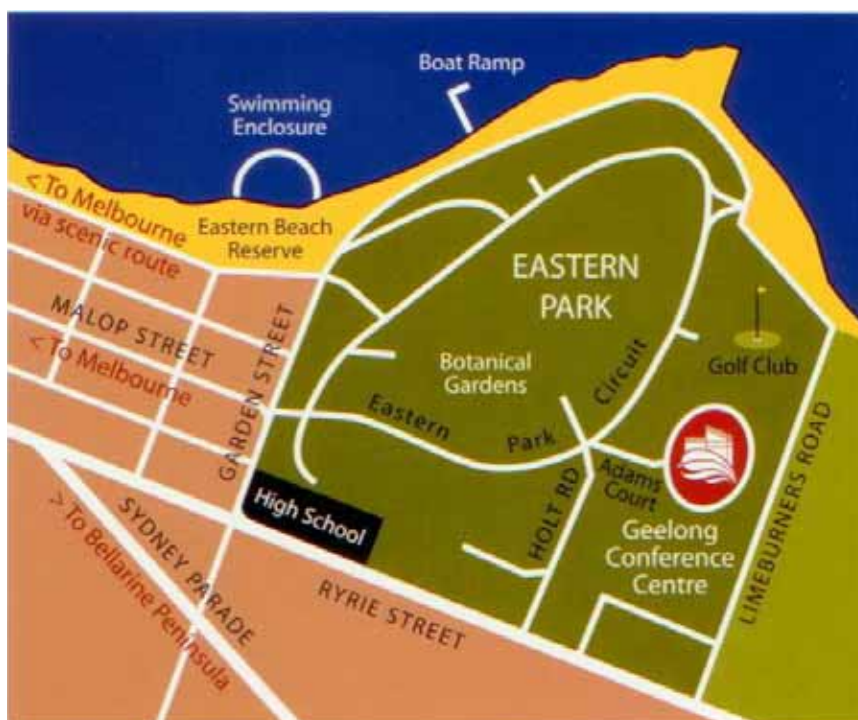 Boat Ramp
Swimming
Enclosure
< To Melbourne
via scenic route
Eastern Beach
Reserve
EASTERN
PARK
MALOP STREET
< To Melbourne
GARDEN STREET
Botanical
Gardens
Golf Club
Eastern Park Circuit
High School
HOLT RD
Adams
Court
Geelong
Conference
Centre
LIMEBURNERS ROAD
SYDNEY PARADE
> To Bellarine Peninsula
RYRIE STREET